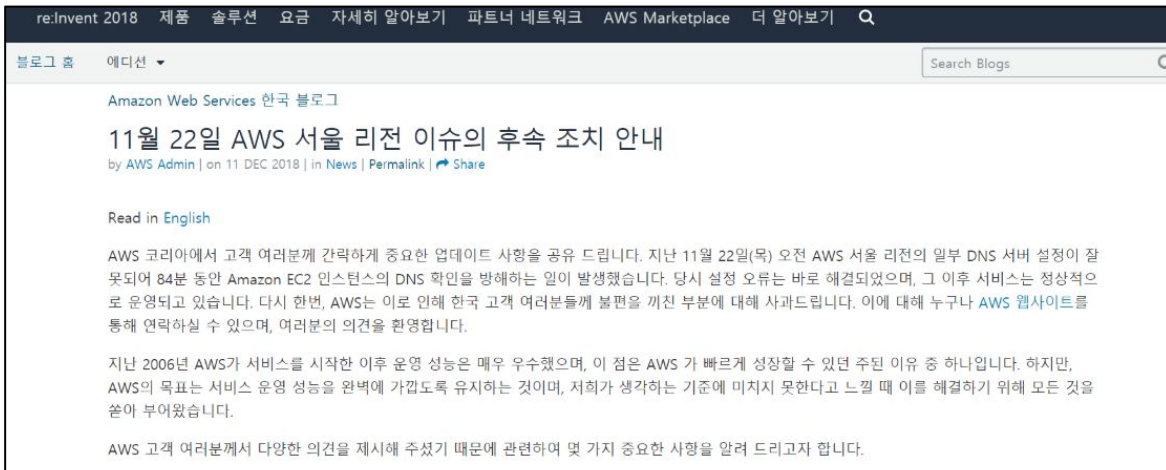 re:Invent 2018 제품 솔루션 요금 자세히 알아보기 파트너 네트워크 AWS Marketplace 더 알아보기
블로그 홈 에디션 Search Blogs
Amazon Web Services 한국 블로그
11월 22일 AWS 서울 리전 이슈의 후속 조치 안내
by AWS Admin | on 11 DEC 2018 | in News | Permalink | Share
Read in English
AWS 코리아에서 고객 여러분께 간략하게 중요한 업데이트 사항을 공유 드립니다. 지난 11월 22일(목) 오전 AWS 서울 리전의 일부 DNS 서버 설정이 잘
못되어 84분 동안 Amazon EC2 인스턴스의 DNS 확인을 방해하는 일이 발생했습니다. 당시 설정 오류는 바로 해결되었으며, 그 이후 서비스는 정상적으
로 운영되고 있습니다. 다시 한번, AWS는 이로 인해 한국 고객 여러분들께 불편을 끼친 부분에 대해 사과드립니다. 이에 대해 누구나 AWS 웹사이트를
통해 연락하실 수 있으며, 여러분의 의견을 환영합니다.
지난 2006년 AWS가 서비스를 시작한 이후 운영 성능은 매우 우수했으며, 이 점은 AWS 가 빠르게 성장할 수 있던 주된 이유 중 하나입니다. 하지만,
AWS의 목표는 서비스 운영 성능을 완벽에 가깝도록 유지하는 것이며, 저희가 생각하는 기준에 미치지 못한다고 느낄 때 이를 해결하기 위해 모든 것을
쏟아 부어왔습니다.
AWS 고객 여러분께서 다양한 의견을 제시해 주셨기 때문에 관련하여 몇 가지 중요한 사항을 알려 드리고자 합니다.